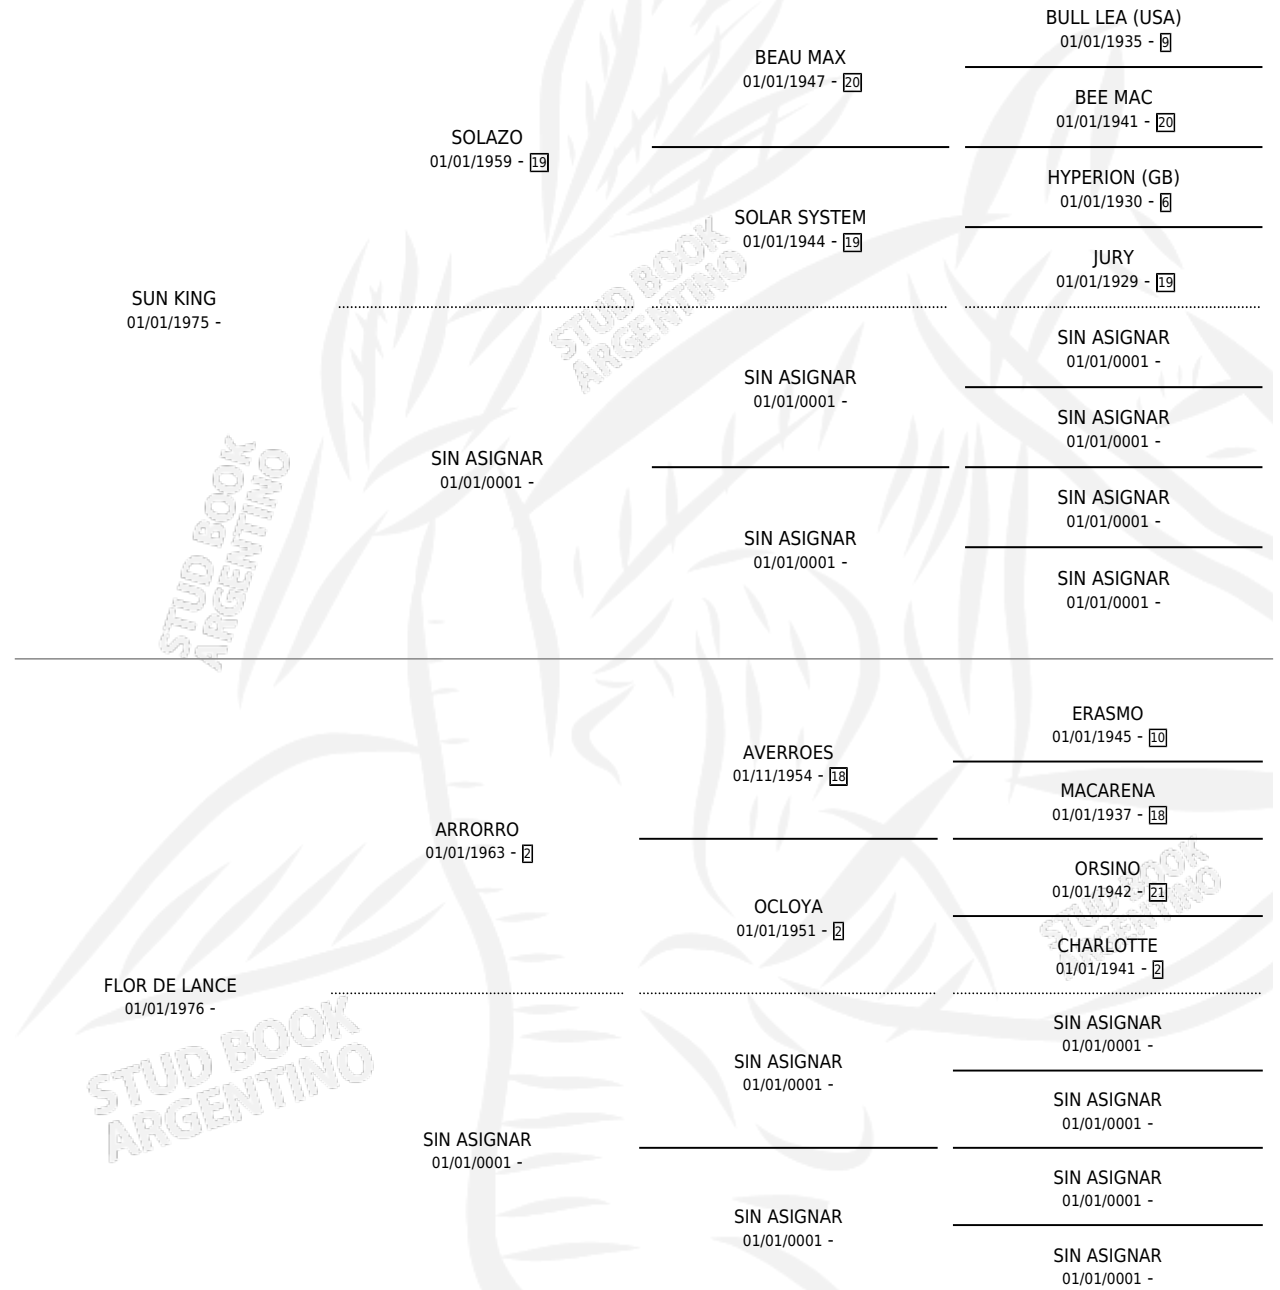 BULL LEA (USA)
01/01/1935 - 9
BEAU MAX
01/01/1947 - 20
BEE MAC
01/01/1941 - 20
SOLAZO
01/01/1959 - 19
HYPERION (GB)
01/01/1930 - 6
SOLAR SYSTEM
01/01/1944 - 19
JURY
01/01/1929 - 19
SUN KING
01/01/1975 -
STUD BOOK
ARGENTINO
SIN ASIGNAR
01/01/0001 -
SIN ASIGNAR
01/01/0001 -
SIN ASIGNAR
01/01/0001 -
SIN ASIGNAR
01/01/0001 -
SIN ASIGNAR
01/01/0001 -
SIN ASIGNAR
01/01/0001 -
SIN ASIGNAR
01/01/0001 -
STUD BOOK
ARGENTINO
ERASMO
01/01/1945 - 10
AVERROES
01/11/1954 - 18
MACARENA
01/01/1937 - 18
ARRORRO
01/01/1963 - 2
ORSINO
01/01/1942 - 21
OCLOYA
01/01/1951 - 2
CHARLOTTE
01/01/1941 - 2
STUD BOOK
ARGENTINO
FLOR DE LANCE
01/01/1976 -
SIN ASIGNAR
01/01/0001 -
SIN ASIGNAR
01/01/0001 -
SIN ASIGNAR
01/01/0001 -
SIN ASIGNAR
01/01/0001 -
SIN ASIGNAR
01/01/0001 -
SIN ASIGNAR
01/01/0001 -
SIN ASIGNAR
01/01/0001 -
STUD BOOK
ARGENTINO